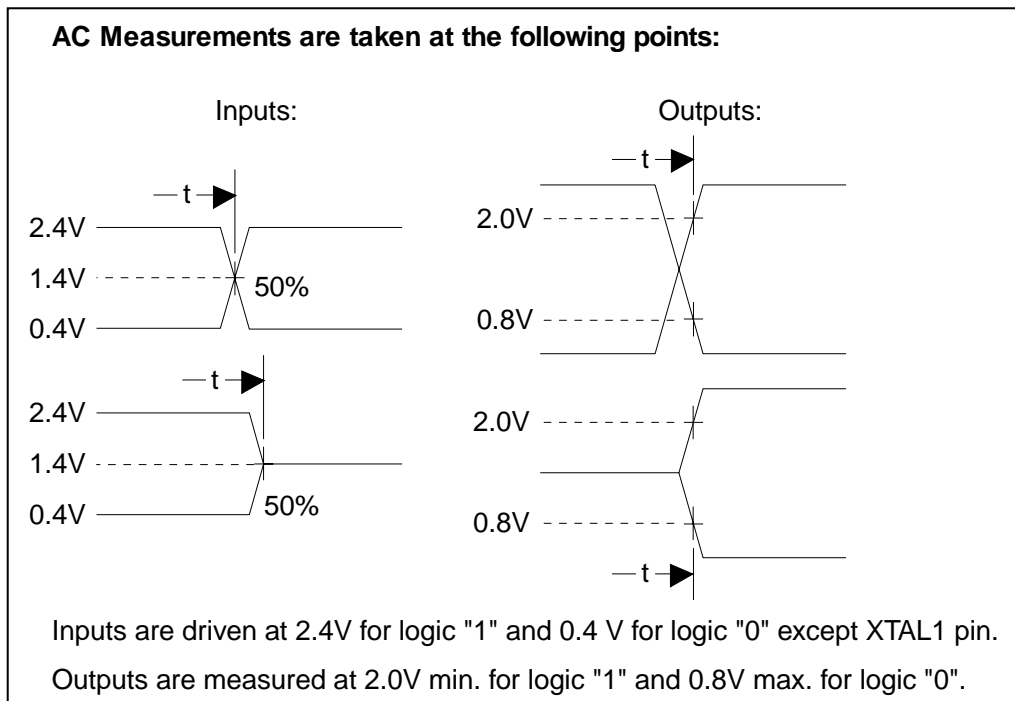 AC Measurements are taken at the following points:
Inputs:
t
2.4V
1.4V
50%
0.4V
t
2.4V
1.4V
0.4V
50%
Outputs:
t
2.0V
0.8V
2.0V
0.8V
t
Inputs are driven at 2.4V for logic "1" and 0.4 V for logic "0" except XTAL1 pin.
Outputs are measured at 2.0V min. for logic "1" and 0.8V max. for logic "0".